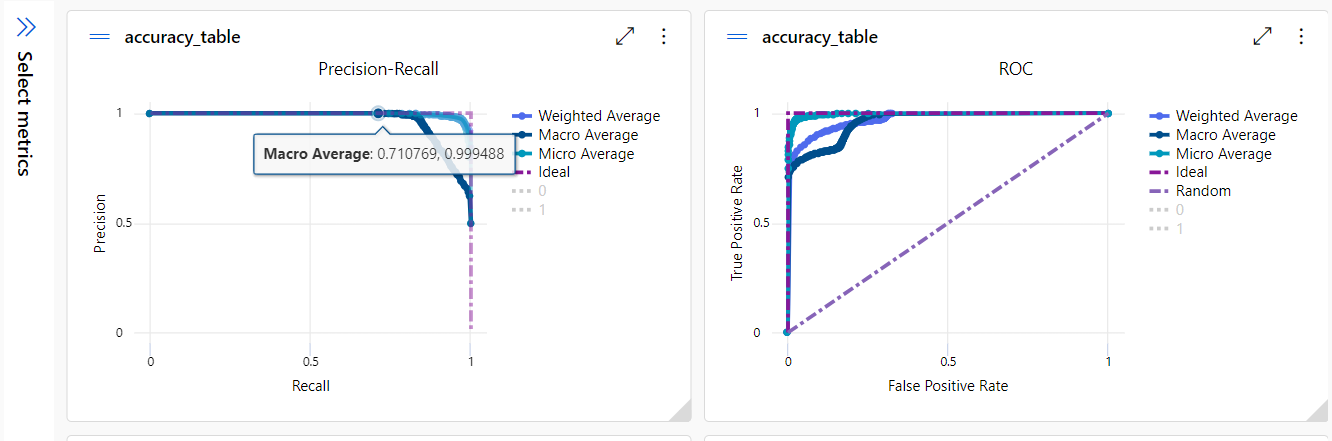 Select metrics
accuracy_table
Precision-Recall
1
0.5
0
Precision
0
0.5
1
Recall
Weighted Average
Macro Average
Micro Average
Ideal
0
1
Macro Average: 0.710769, 0.999488
accuracy_table
ROC
1
0.5
0
True Positive Rate
0
0.5
1
False Positive Rate
Weighted Average
Macro Average
Micro Average
Ideal
Random
0
1